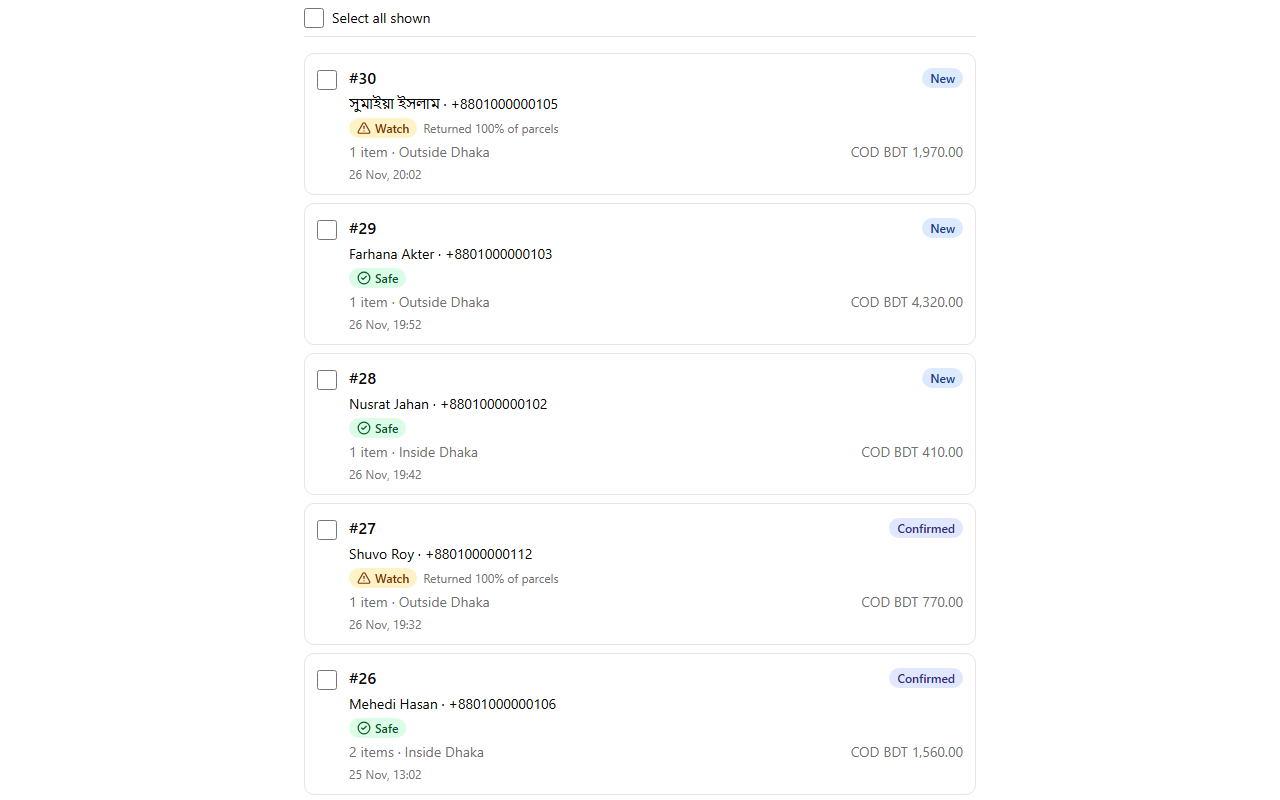 Select all shown
#30 New
সুমাইয়া ইসলাম · +8801000000105
Watch Returned 100% of parcels
1 item · Outside Dhaka COD BDT 1,970.00
26 Nov, 20:02
#29 New
Farhana Akter · +8801000000103
Safe
1 item · Outside Dhaka COD BDT 4,320.00
26 Nov, 19:52
#28 New
Nusrat Jahan · +8801000000102
Safe
1 item · Inside Dhaka COD BDT 410.00
26 Nov, 19:42
#27 Confirmed
Shuvo Roy · +8801000000112
Watch Returned 100% of parcels
1 item · Outside Dhaka COD BDT 770.00
26 Nov, 19:32
#26 Confirmed
Mehedi Hasan · +8801000000106
Safe
2 items · Inside Dhaka COD BDT 1,560.00
25 Nov, 13:02